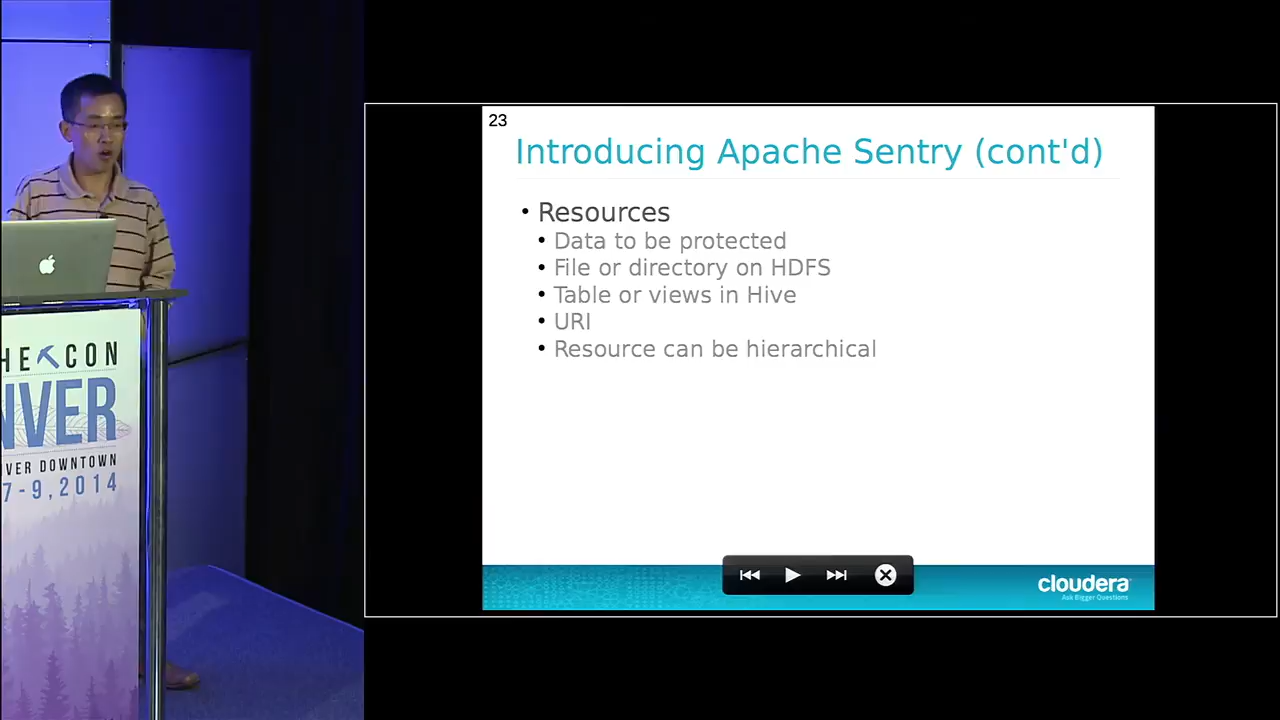 HE CON
NVER
VER DOWNTOWN
7-9, 2014
23
Introducing Apache Sentry (cont'd)
• Resources
• Data to be protected
• File or directory on HDFS
• Table or views in Hive
• URI
• Resource can be hierarchical
cloudera
Ask Bigger Questions